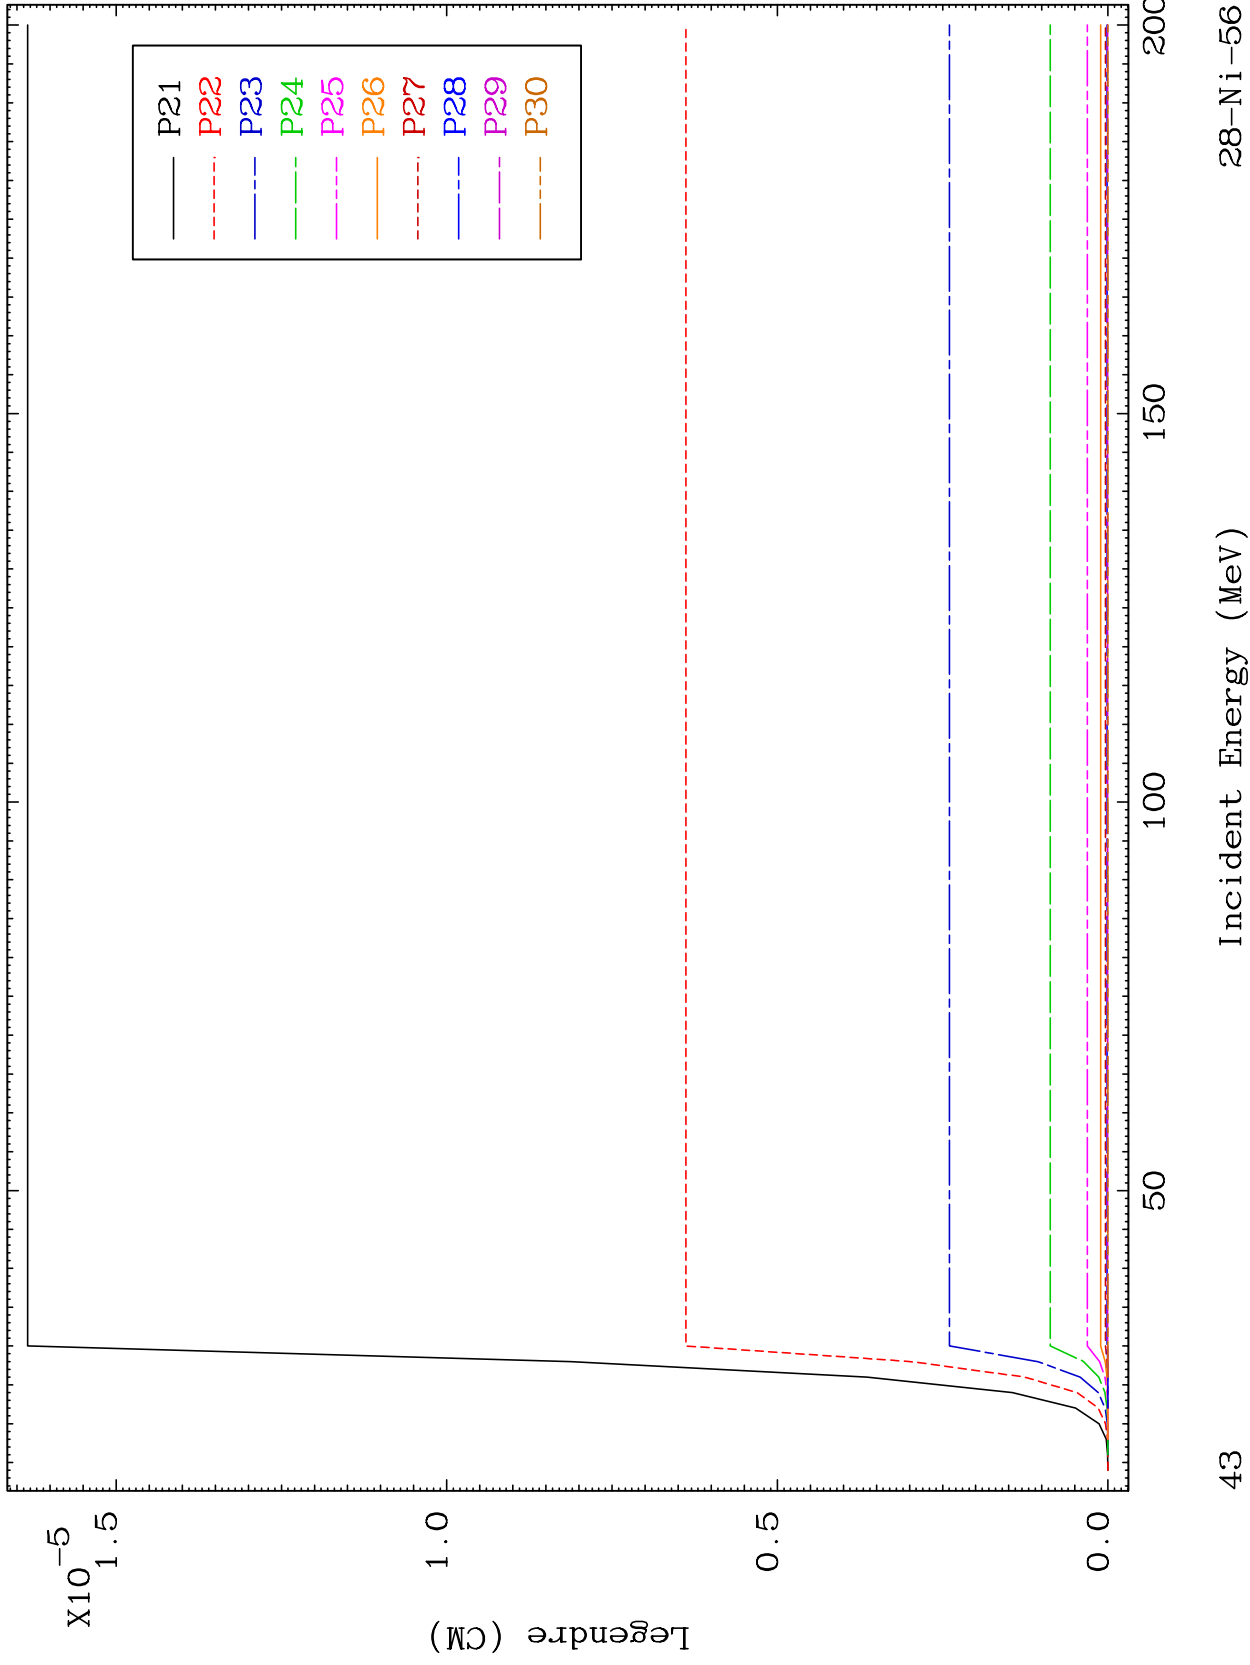 X10-5
1.5
1.0
0.5
0.0
Legendre (CM)
P21
P22
P23
P24
P25
P26
P27
P28
P29
P30
50
100
150
200
Incident Energy (MeV)
43
28-Ni-56